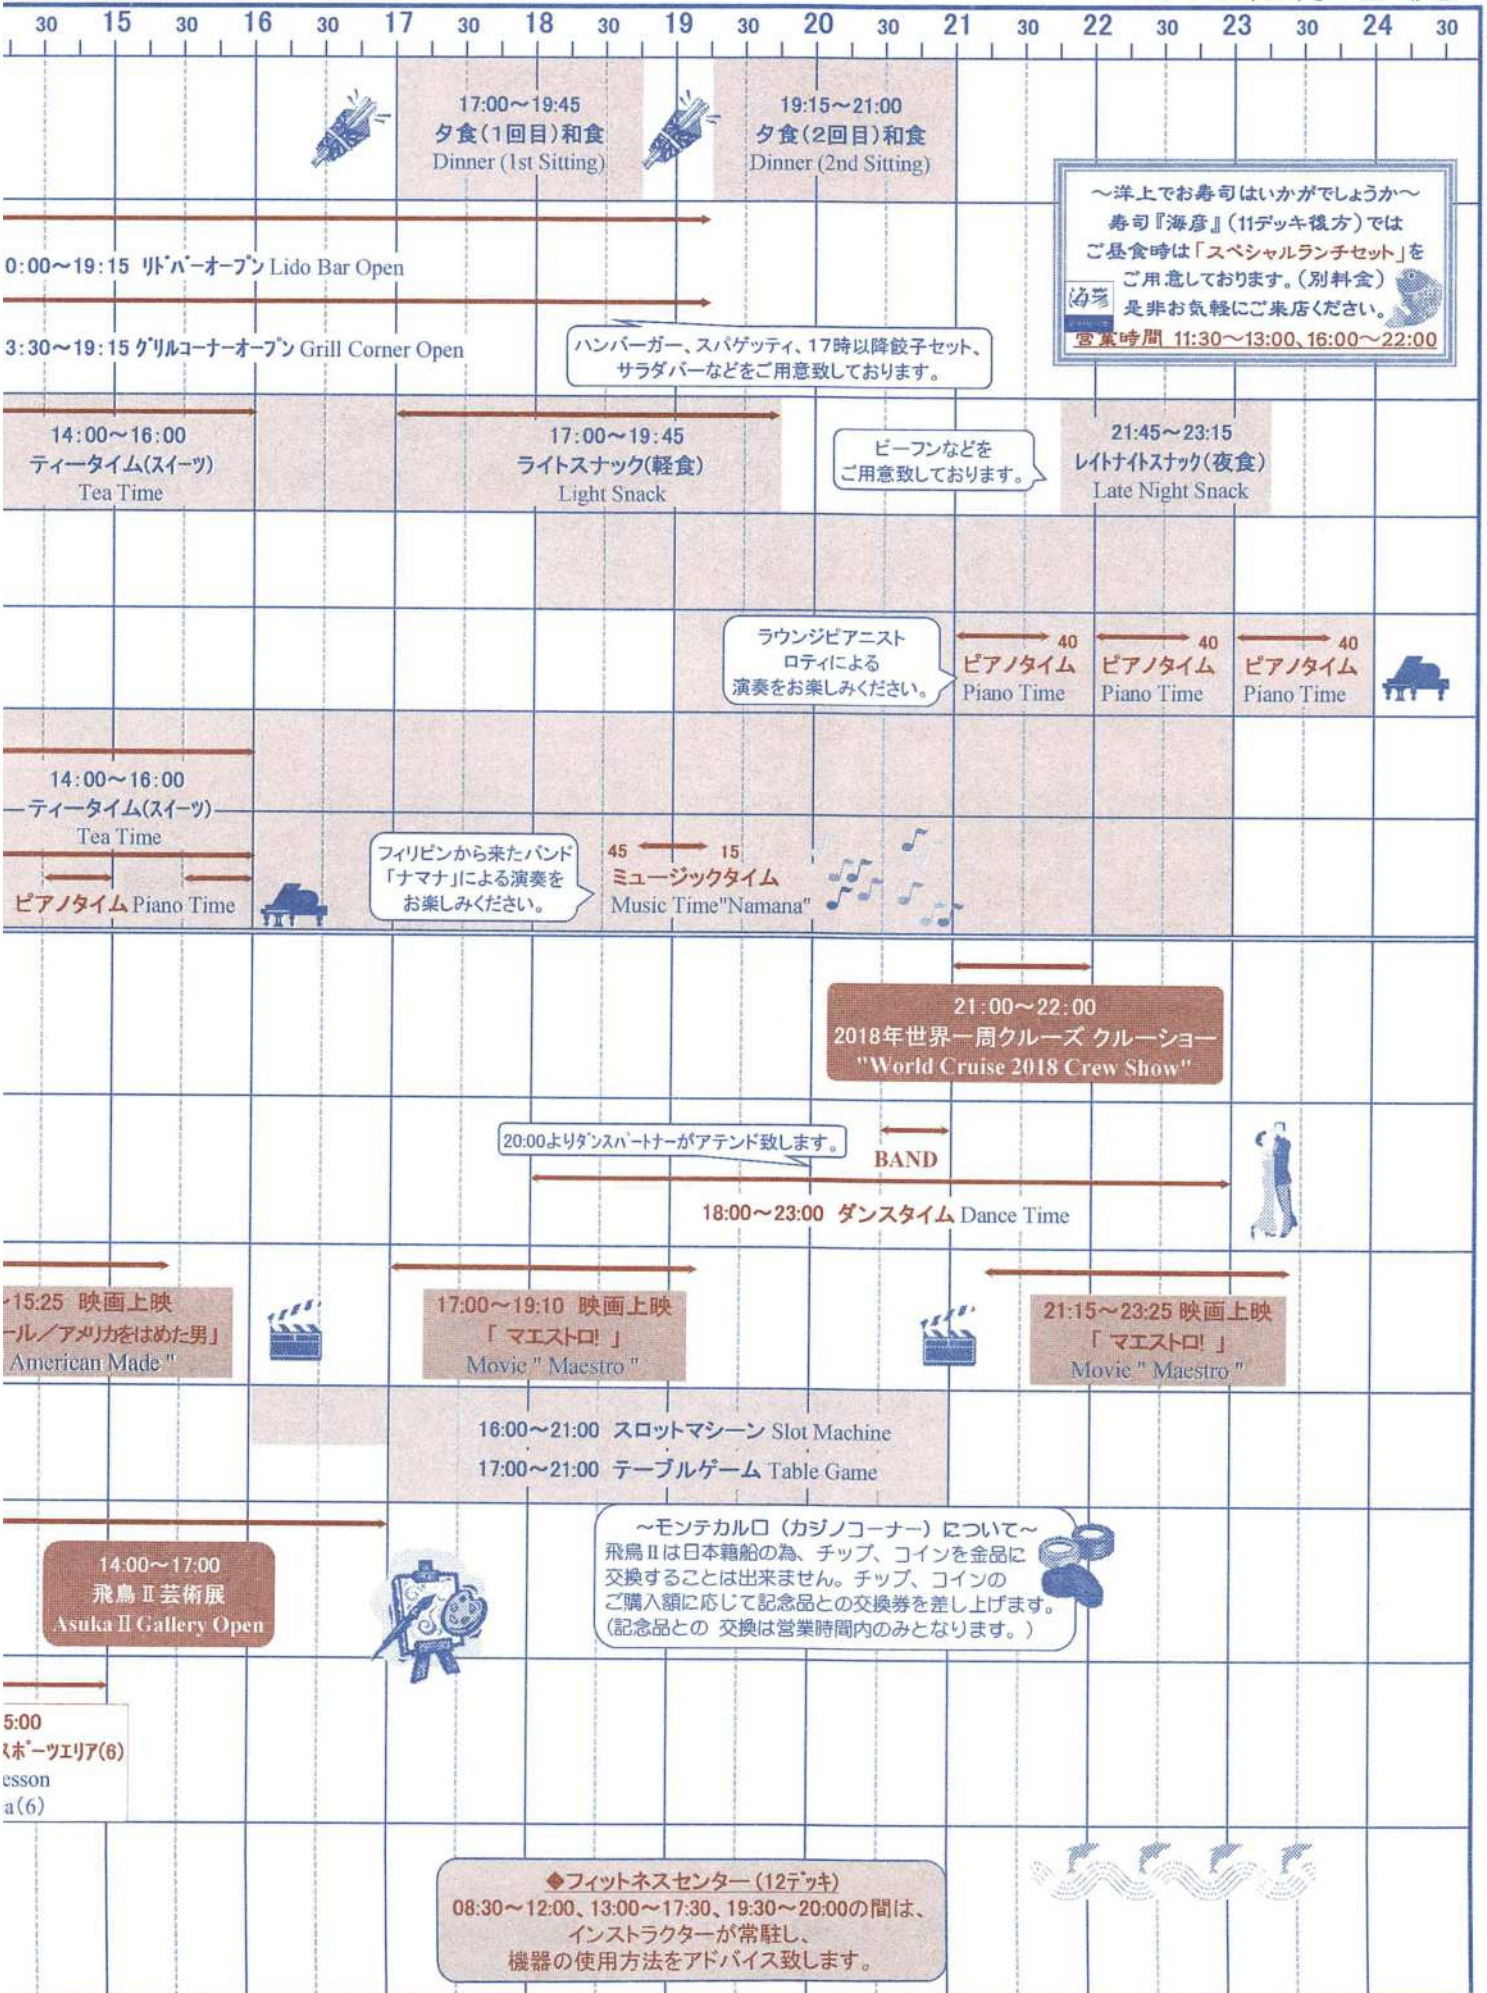 30 15 30 16 30 17 30 18 30 19 30 20 30 21 30 22 30 23 30 24 30
17:00～19:45
夕食(1回目)和食
Dinner (1st Sitting)
19:15～21:00
夕食(2回目)和食
Dinner (2nd Sitting)
～洋上でお寿司はいかがでしょうか～
寿司『海彦』(11デッキ後方)では
ご昼食時は「スペシャルランチセット」を
ご用意しております。(別料金)
是非お気軽にご来店ください。
海彦
営業時間 11:30～13:00、16:00～22:00
0:00～19:15 リドバーオープン Lido Bar Open
3:30～19:15 グリルコーナーオープン Grill Corner Open
ハンバーガー、スパゲッティ、17時以降餃子セット、
サラダバーなどをご用意致しております。
14:00～16:00
ティータイム(スイーツ)
Tea Time
17:00～19:45
ライトスナック(軽食)
Light Snack
ビーフンなどを
ご用意致しております。
21:45～23:15
レイトナイトスナック(夜食)
Late Night Snack
ラウンジピアニスト
ロティによる
演奏をお楽しみください。
40
ピアノタイム
Piano Time
40
ピアノタイム
Piano Time
40
ピアノタイム
Piano Time
14:00～16:00
ティータイム(スイーツ)
Tea Time
ピアノタイム Piano Time
フィリピンから来たバンド
「ナマナ」による演奏を
お楽しみください。
45 15
ミュージックタイム
Music Time"Namana"
21:00～22:00
2018年世界一周クルーズ クルーショー
"World Cruise 2018 Crew Show"
20:00よりダンスパートナーがアテンド致します。
BAND
18:00～23:00 ダンスタイム Dance Time
～15:25 映画上映
ール／アメリカをはめた男」
American Made "
17:00～19:10 映画上映
「 マエストロ! 」
Movie " Maestro "
21:15～23:25 映画上映
「 マエストロ! 」
Movie " Maestro "
16:00～21:00 スロットマシーン Slot Machine
17:00～21:00 テーブルゲーム Table Game
14:00～17:00
飛鳥Ⅱ芸術展
Asuka Ⅱ Gallery Open
～モンテカルロ（カジノコーナー）について～
飛鳥Ⅱは日本籍船の為、チップ、コインを金品に
交換することは出来ません。チップ、コインの
ご購入額に応じて記念品との交換券を差し上げます。
(記念品との 交換は営業時間内のみとなります。)
5:00
スポーツエリア(6)
esson
a(6)
◆フィットネスセンター(12デッキ)
08:30～12:00、13:00～17:30、19:30～20:00の間は、
インストラクターが常駐し、
機器の使用方法をアドバイス致します。